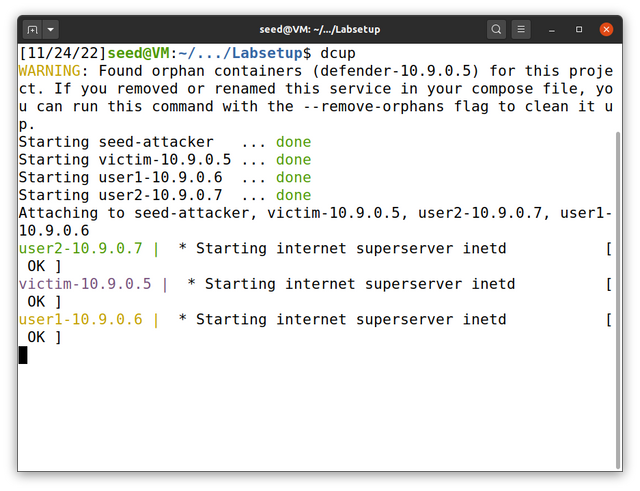 seed@VM: ~/.../Labsetup
[11/24/22]seed@VM:~/.../Labsetup$ dcup
WARNING: Found orphan containers (defender-10.9.0.5) for this proje
ct. If you removed or renamed this service in your compose file, yo
u can run this command with the --remove-orphans flag to clean it u
p.
Starting seed-attacker   ... done
Starting victim-10.9.0.5 ... done
Starting user1-10.9.0.6  ... done
Starting user2-10.9.0.7  ... done
Attaching to seed-attacker, victim-10.9.0.5, user2-10.9.0.7, user1-
10.9.0.6
user2-10.9.0.7 |  * Starting internet superserver inetd           [
 OK ]
victim-10.9.0.5 |  * Starting internet superserver inetd          [
 OK ]
user1-10.9.0.6 |  * Starting internet superserver inetd           [
 OK ]